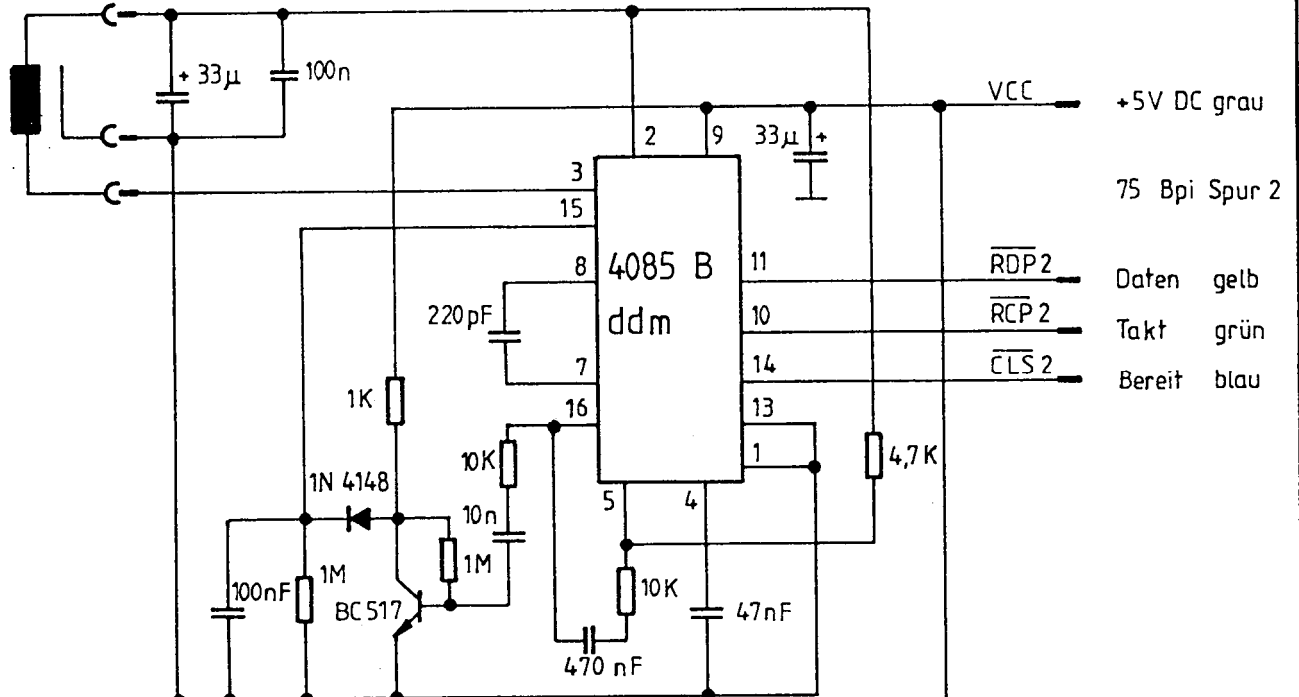 + 33µ
100n
VCC
+5V DC grau
2
9
33µ +
3
75 Bpi Spur 2
15
8
4085 B
11
RDP 2
Daten gelb
220pF
ddm
10
RCP 2
Takt grün
7
14
CLS 2
Bereit blau
1K
16
13
10K
1
4,7K
1N 4148
5
4
10n
1M
1M
100nF
10K
BC517
47nF
470 nF